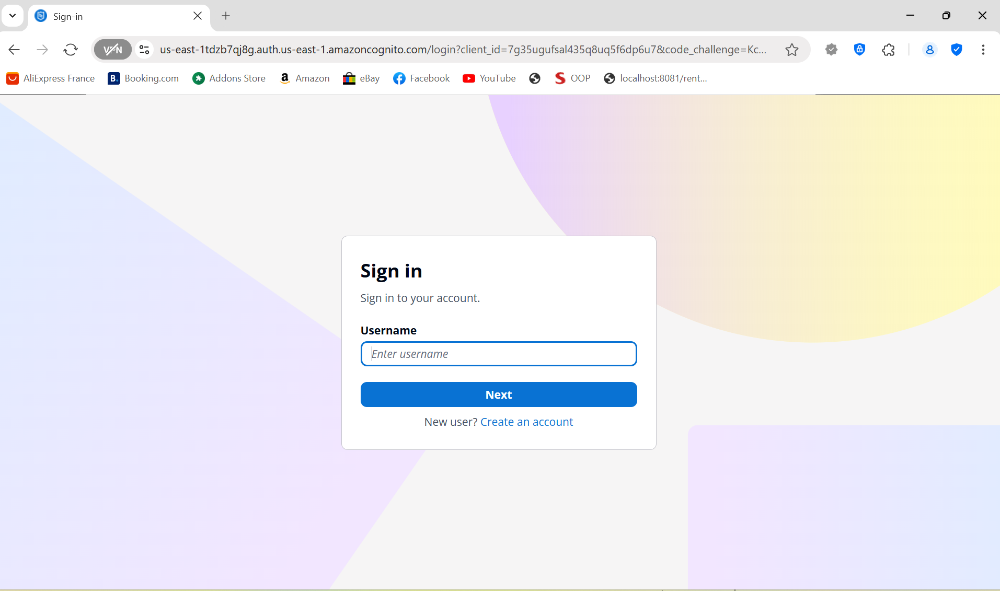 Sign-in
VPN us-east-1tdzb7qj8g.auth.us-east-1.amazoncognito.com/login?client_id=7g35ugufsal435q8uq5f6dp6u7&code_challenge=Kc...
AliExpress France B. Booking.com Addons Store a Amazon eBay Facebook YouTube S OOP localhost:8081/rent...
Sign in
Sign in to your account.
Username
Enter username
Next
New user? Create an account